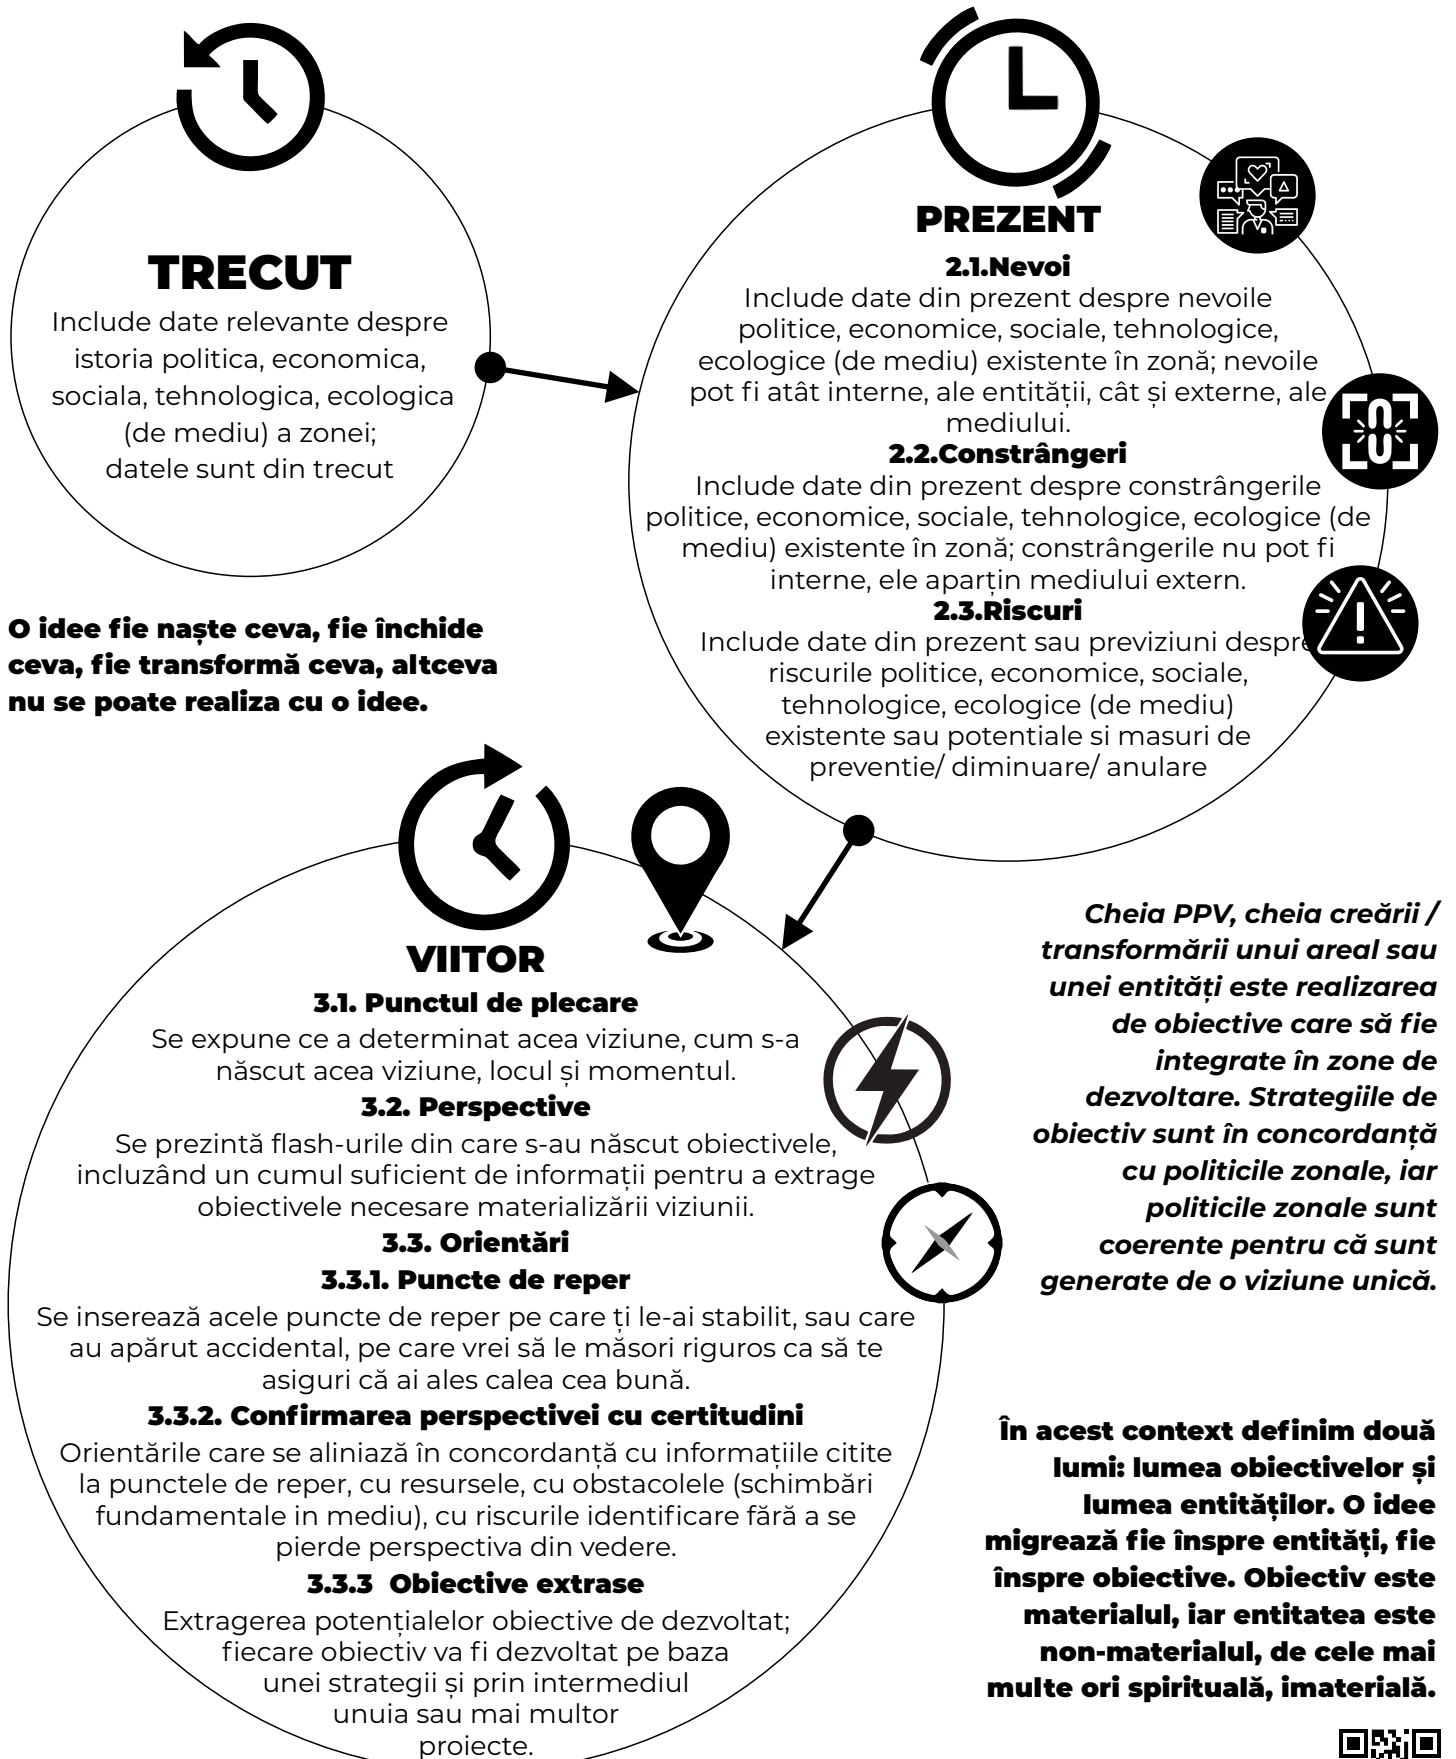 TRECUT
Include date relevante despre
istoria politica, economica,
sociala, tehnologica, ecologica
(de mediu) a zonei;
datele sunt din trecut
PREZENT
2.1.Nevoi
Include date din prezent despre nevoile
politice, economice, sociale, tehnologice,
ecologice (de mediu) existente în zonă; nevoile
pot fi atât interne, ale entității, cât și externe, ale
mediului.
2.2.Constrângeri
Include date din prezent despre constrângerile
politice, economice, sociale, tehnologice, ecologice (de
mediu) existente în zonă; constrângerile nu pot fi
interne, ele aparțin mediului extern.
2.3.Riscuri
Include date din prezent sau previziuni despre
riscurile politice, economice, sociale,
tehnologice, ecologice (de mediu)
existente sau potentiale si masuri de
preventie/ diminuare/ anulare
O idee fie naște ceva, fie închide
ceva, fie transformă ceva, altceva
nu se poate realiza cu o idee.
VIITOR
3.1. Punctul de plecare
Se expune ce a determinat acea viziune, cum s-a
născut acea viziune, locul și momentul.
3.2. Perspective
Se prezintă flash-urile din care s-au născut obiectivele,
incluzând un cumul suficient de informații pentru a extrage
obiectivele necesare materializării viziunii.
3.3. Orientări
3.3.1. Puncte de reper
Se inserează acele puncte de reper pe care ți le-ai stabilit, sau care
au apărut accidental, pe care vrei să le măsori riguros ca să te
asiguri că ai ales calea cea bună.
3.3.2. Confirmarea perspectivei cu certitudini
Orientările care se aliniază în concordanță cu informațiile citite
la punctele de reper, cu resursele, cu obstacolele (schimbări
fundamentale in mediu), cu riscurile identificare fără a se
pierde perspectiva din vedere.
3.3.3 Obiective extrase
Extragerea potențialelor obiective de dezvoltat;
fiecare obiectiv va fi dezvoltat pe baza
unei strategii și prin intermediul
unuia sau mai multor
proiecte.
Cheia PPV, cheia creării /
transformării unui areal sau
unei entități este realizarea
de obiective care să fie
integrate în zone de
dezvoltare. Strategiile de
obiectiv sunt în concordanță
cu politicile zonale, iar
politicile zonale sunt
coerente pentru că sunt
generate de o viziune unică.
În acest context definim două
lumi: lumea obiectivelor și
lumea entităților. O idee
migrează fie înspre entități, fie
înspre obiective. Obiectiv este
materialul, iar entitatea este
non-materialul, de cele mai
multe ori spirituală, imaterială.